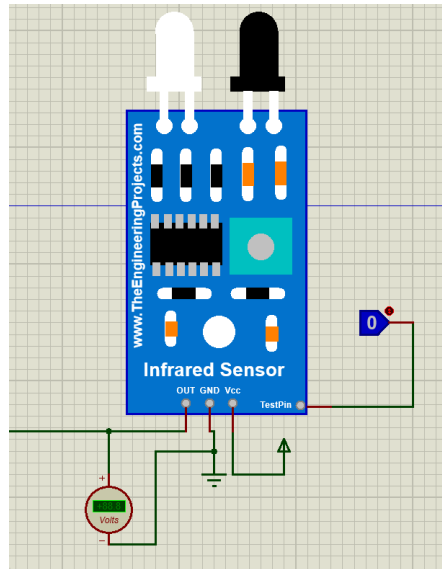 www.TheEngineeringProjects.com
0
Infrared Sensor
OUT GND Vcc
TestPin
+
Volts
−